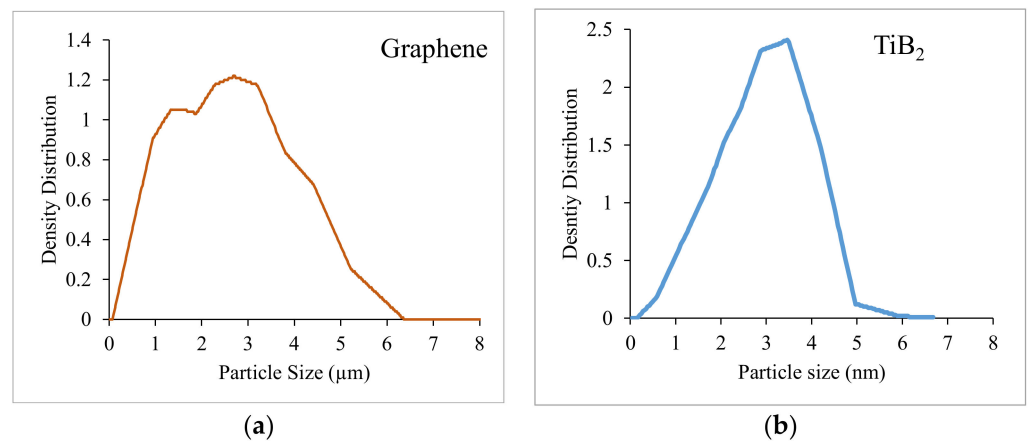 Graphene
1.4
1.2
1
0.8
0.6
0.4
0.2
0
Density Distribution
0 1 2 3 4 5 6 7 8
Particle Size (μm)
(a)
TiB₂
2.5
2
1.5
1
0.5
0
Desntiy Distribution
0 1 2 3 4 5 6 7 8
Particle size (nm)
(b)